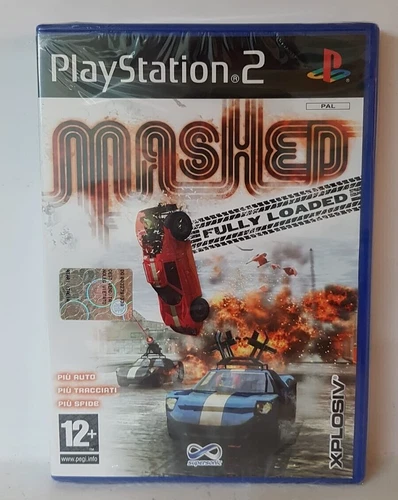 PlayStation®2
PAL
MASHED
FULLY LOADED
PIÙ AUTO
PIÙ TRACCIATI
PIÙ SFIDE
12+
www.pegi.info
supersonic
XPLOSIV